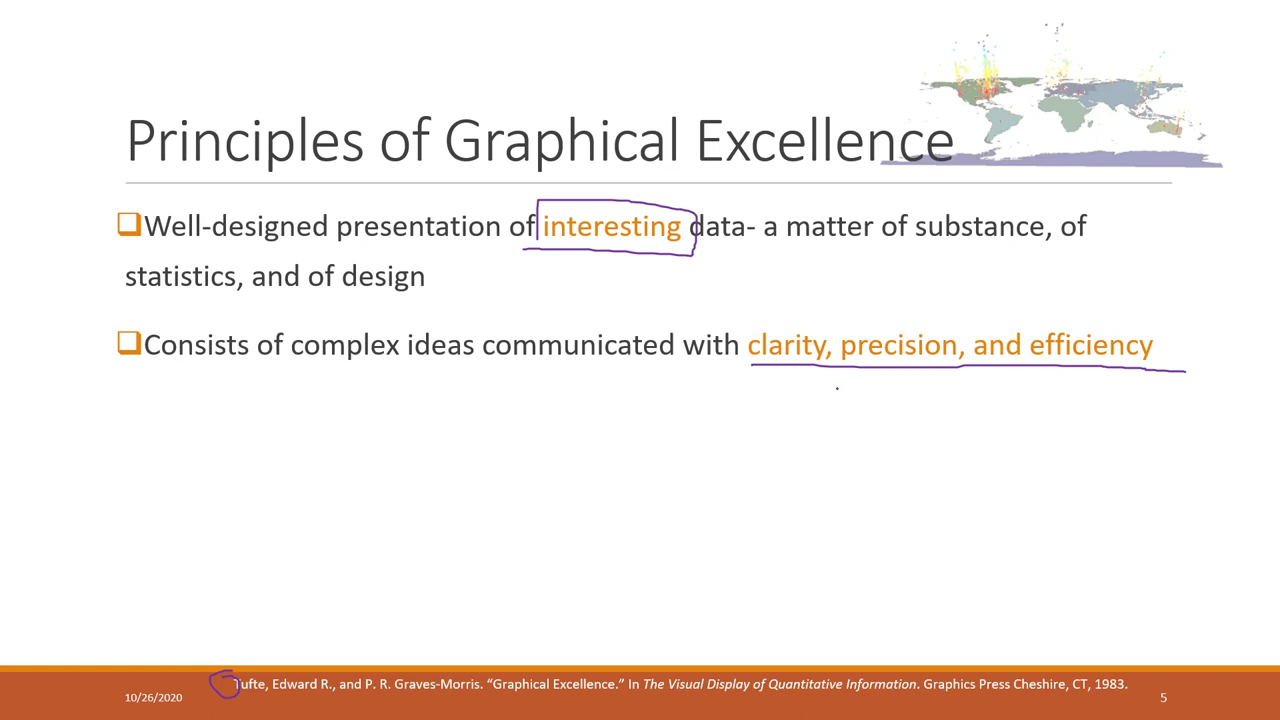 Principles of Graphical Excellence
Well-designed presentation of interesting data- a matter of substance, of
statistics, and of design
Consists of complex ideas communicated with clarity, precision, and efficiency
Tufte, Edward R., and P. R. Graves-Morris. “Graphical Excellence.” In The Visual Display of Quantitative Information. Graphics Press Cheshire, CT, 1983.
10/26/2020
5